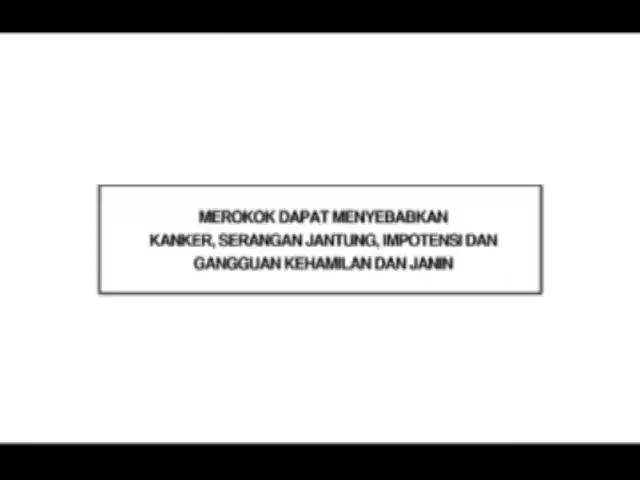 MEROKOK DAPAT MENYEBABKAN
KANKER, SERANGAN JANTUNG, IMPOTENSI DAN
GANGGUAN KEHAMILAN DAN JANIN